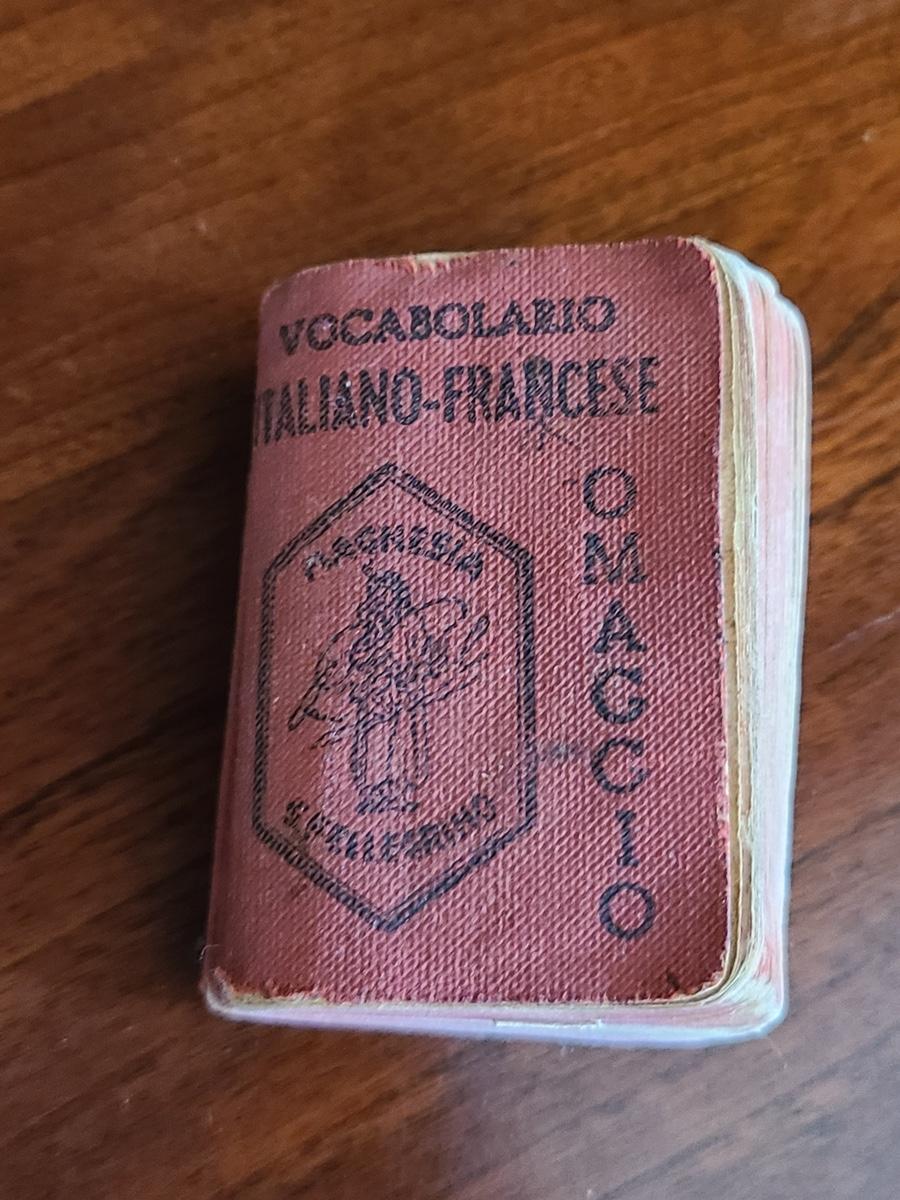 VOCABOLARIO
ITALIANO-FRANCESE
MAGNESIA
S. PELLEGRINO
OMAGGIO